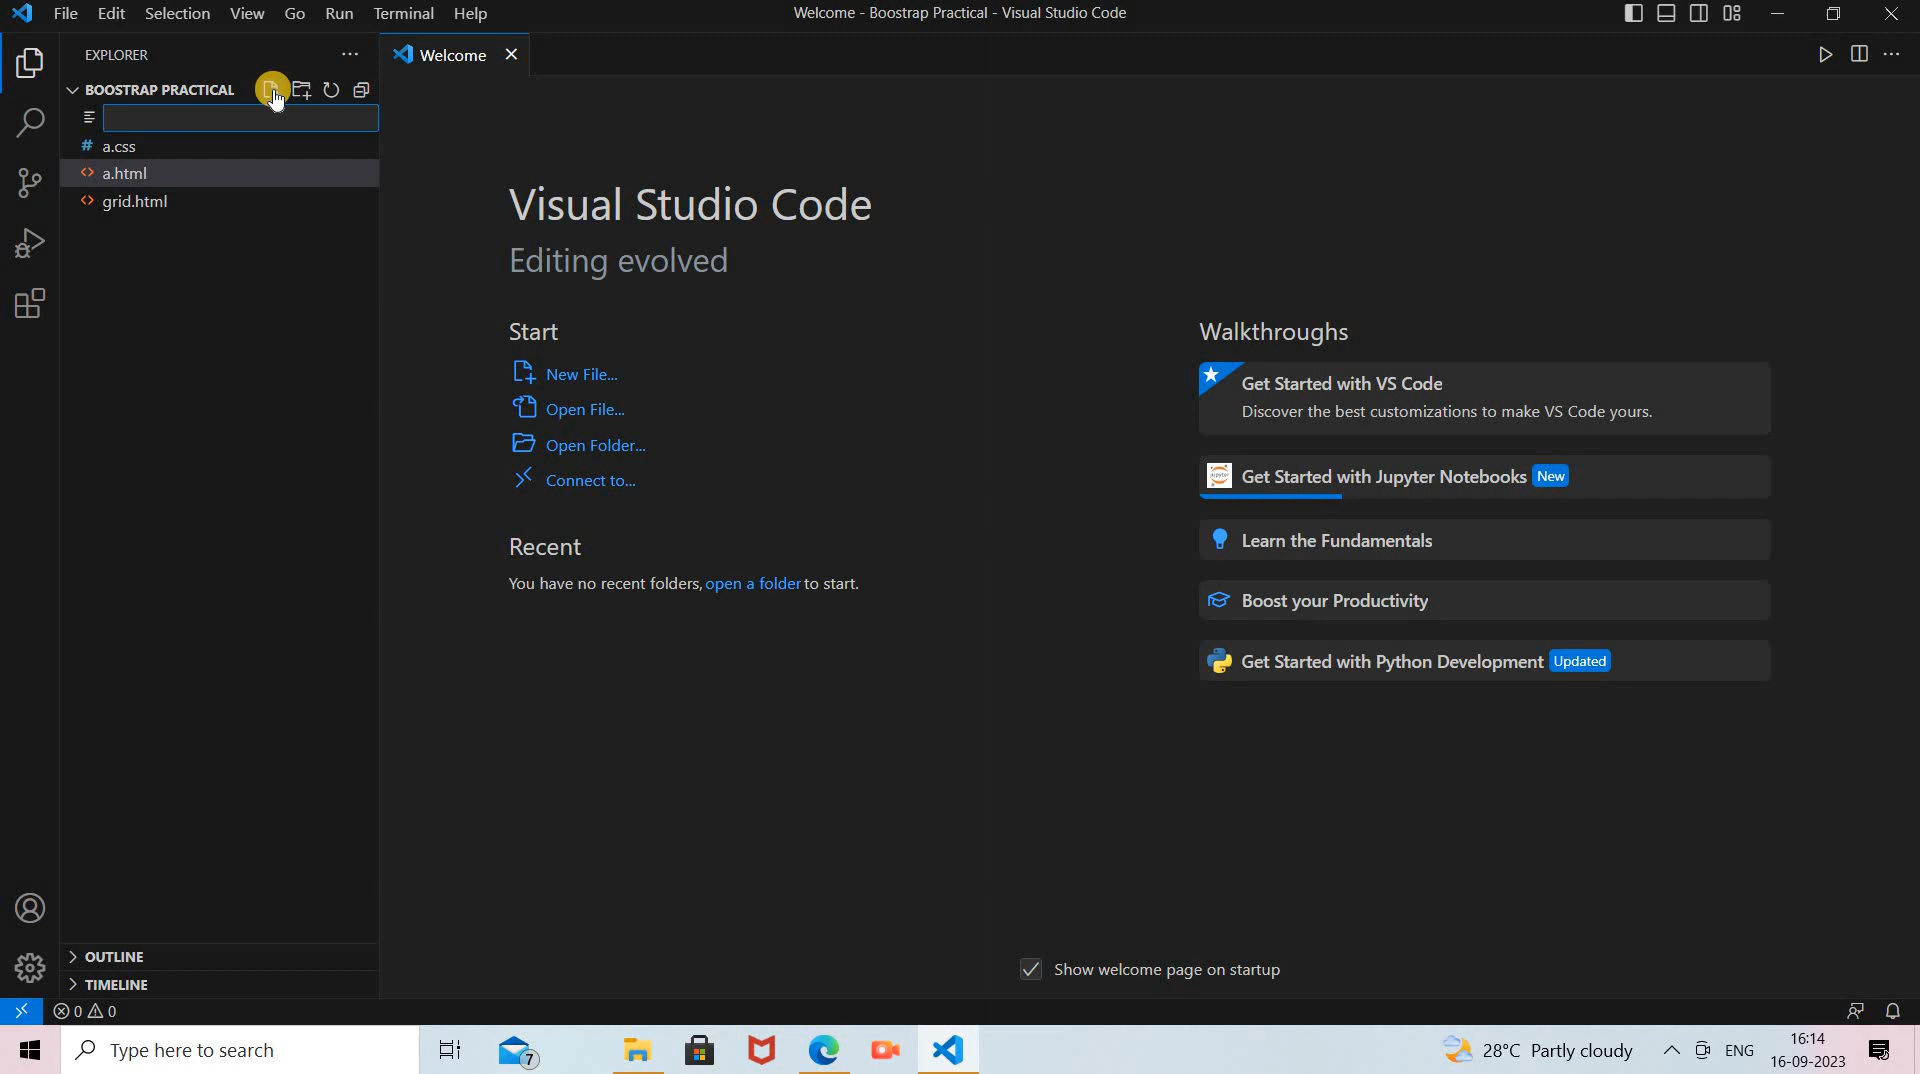 File Edit Selection View Go Run Terminal Help
Welcome - Boostrap Practical - Visual Studio Code
EXPLORER
Welcome
BOOSTRAP PRACTICAL
# a.css
<> a.html
<> grid.html
Visual Studio Code
Editing evolved
Start
New File...
Open File...
Open Folder...
Connect to...
Recent
You have no recent folders, open a folder to start.
Walkthroughs
Get Started with VS Code
Discover the best customizations to make VS Code yours.
Get Started with Jupyter Notebooks New
Learn the Fundamentals
Boost your Productivity
Get Started with Python Development Updated
OUTLINE
TIMELINE
Show welcome page on startup
0 0
Type here to search
7
28°C Partly cloudy
ENG
16:14
16-09-2023